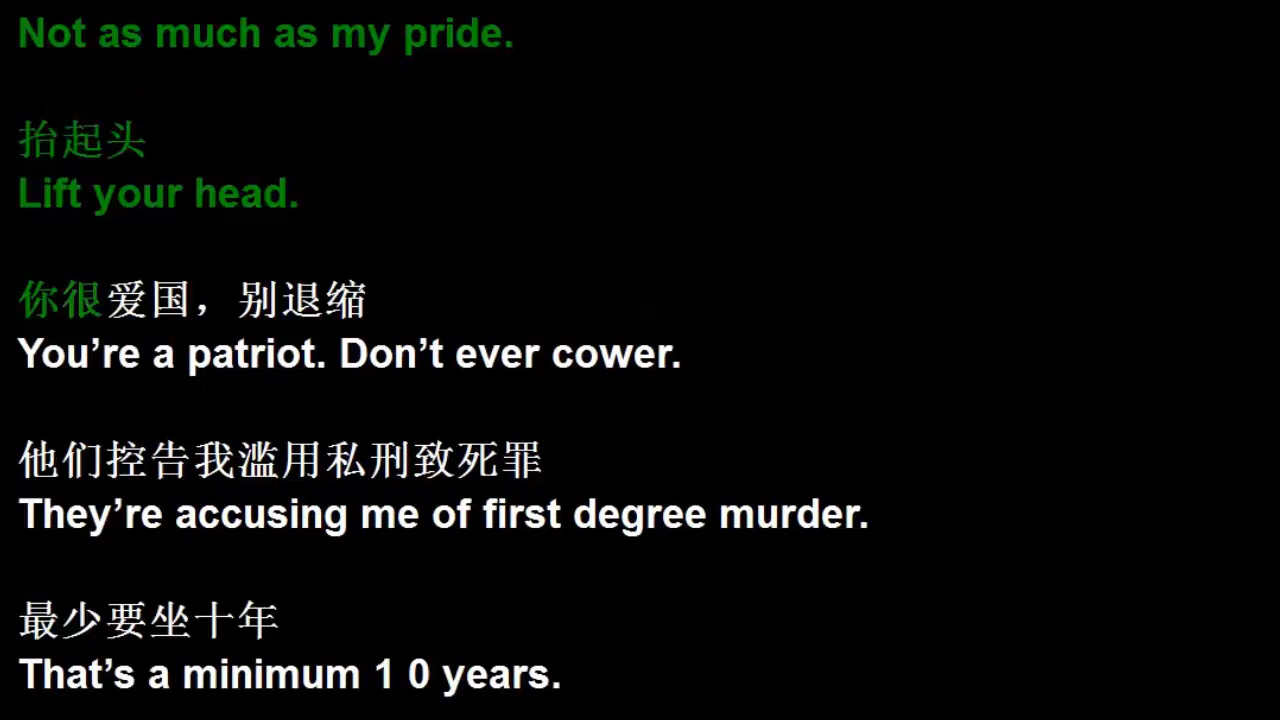 Not as much as my pride.
抬起头
Lift your head.
你很爱国，别退缩
You’re a patriot. Don’t ever cower.
他们控告我滥用私刑致死罪
They’re accusing me of first degree murder.
最少要坐十年
That’s a minimum 1 0 years.